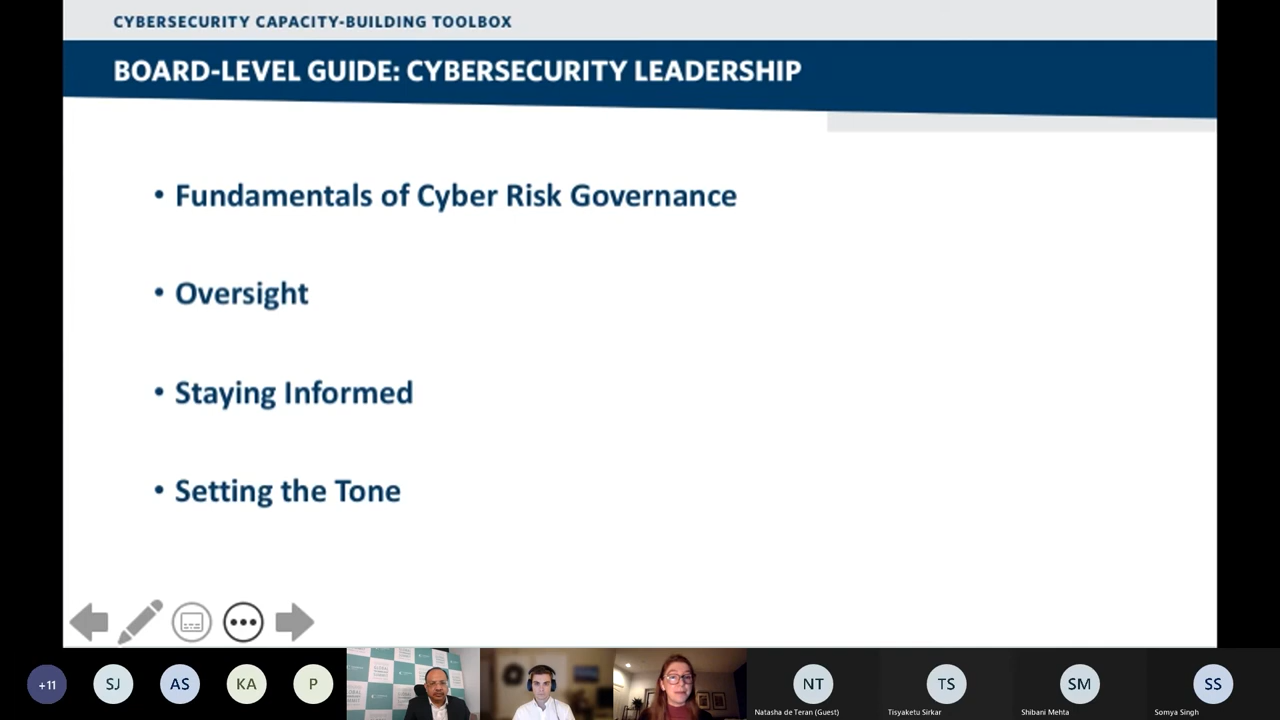 CYBERSECURITY CAPACITY-BUILDING TOOLBOX
BOARD-LEVEL GUIDE: CYBERSECURITY LEADERSHIP
• Fundamentals of Cyber Risk Governance
• Oversight
• Staying Informed
• Setting the Tone
+11
SJ
AS
KA
P
NT
TS
SM
SS
Natasha de Teran (Guest)
Tisyaketu Sirkar
Shibani Mehta
Somya Singh